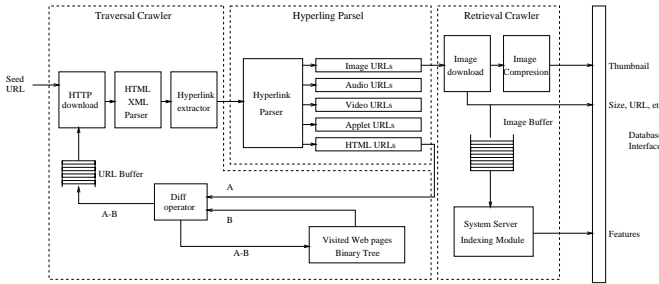 Traversal Crawler
Hyperling Parsel
Retrieval Crawler
Seed
URL
HTTP
download
HTML
XML
Parser
Hyperlink
extractor
Hyperlink
Parser
Image URLs
Audio URLs
Video URLs
Applet URLs
HTML URLs
Image
download
Image
Compresion
Thumbnail
Size, URL, et
Image Buffer
Database
Interface
URL Buffer
A
Diff
operator
B
A-B
A-B
Visited Web pages
Binary Tree
System Server
Indexing Module
Features